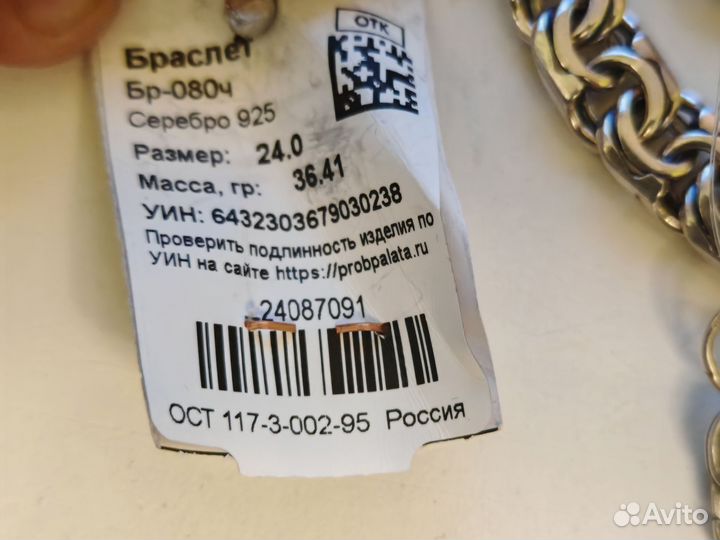 ОТК
Браслет
Бр-080ч
Серебро 925
Размер: 24.0
Масса, гр: 36.41
УИН: 6432303679030238
Проверить подлинность изделия по
УИН на сайте https://probpalata.ru
24087091
ОСТ 117-3-002-95 Россия
Avito